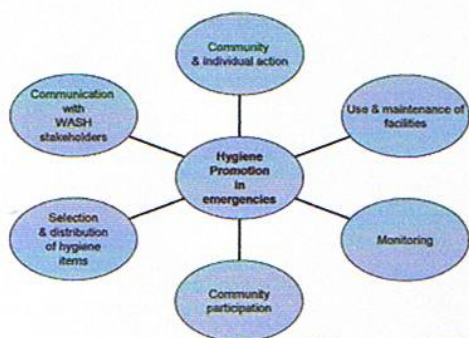 Community
& individual action
Communication
with
WASH
stakeholders
Use & maintenance of
facilities
Hygiene
Promotion
in
emergencies
Selection
& distribution
of hygiene
items
Monitoring
Community
participation